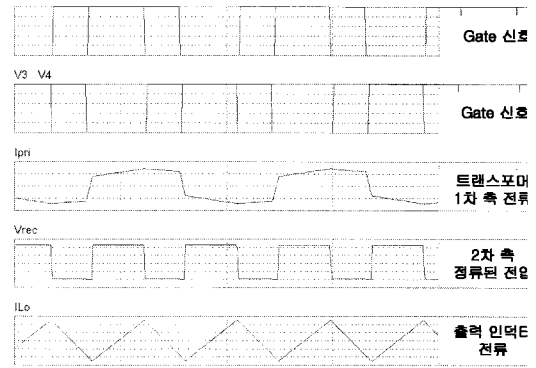 Gate 신호
V3 V4
Gate 신호
Ipri
트랜스포머
1차 측 전류
Vrec
2차 측
정류된 전압
ILo
출력 인덕터
전류